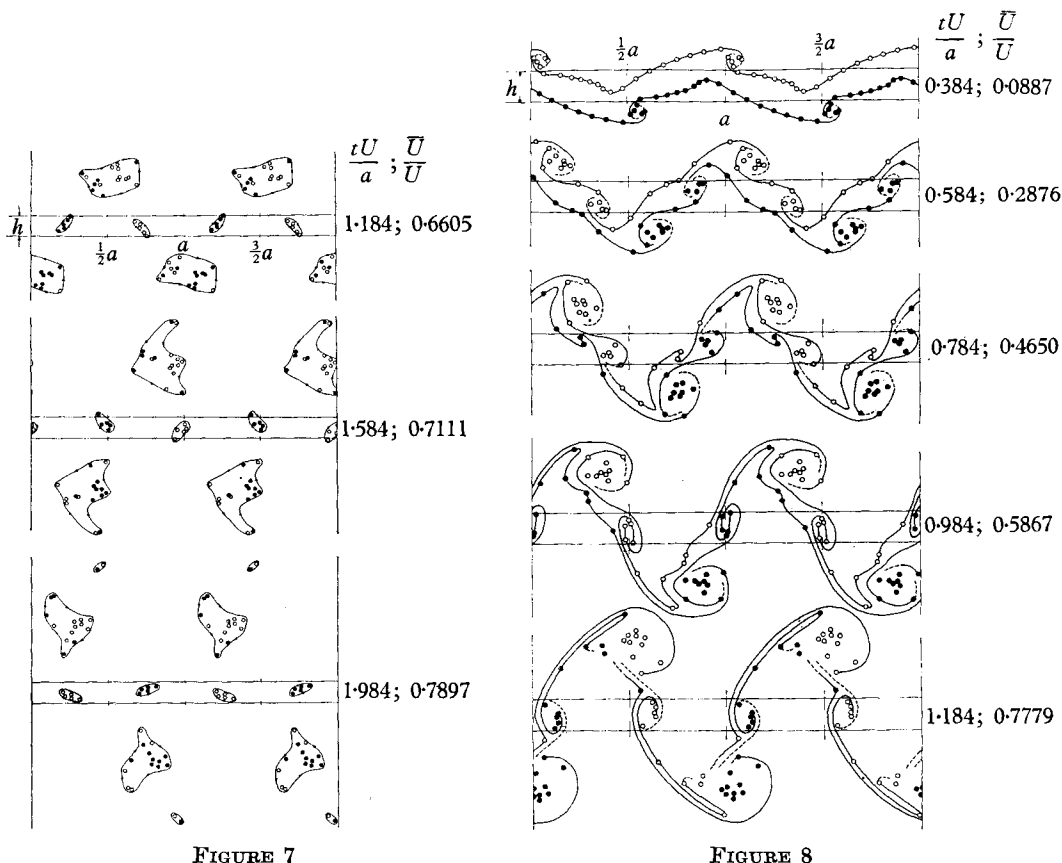 tU/a ; U̅/U
h
1·184; 0·6605
½a a 3/2a
1·584; 0·7111
1·984; 0·7897
FIGURE 7
tU/a ; U̅/U
½a 3/2a
h
0·384; 0·0887
a
0·584; 0·2876
0·784; 0·4650
0·984; 0·5867
1·184; 0·7779
FIGURE 8